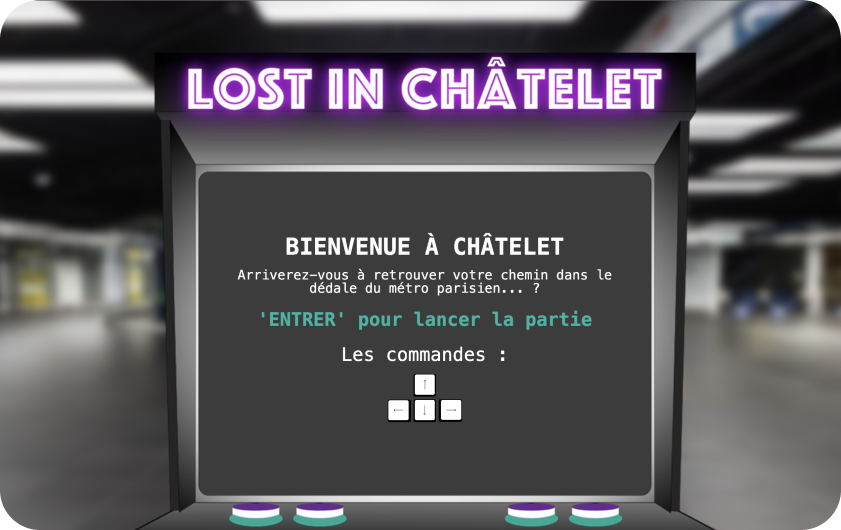 LOST IN CHÂTELET
BIENVENUE À CHÂTELET
Arriverez-vous à retrouver votre chemin dans le
dédale du métro parisien... ?
'ENTRER' pour lancer la partie
Les commandes :
↑
← ↓ →